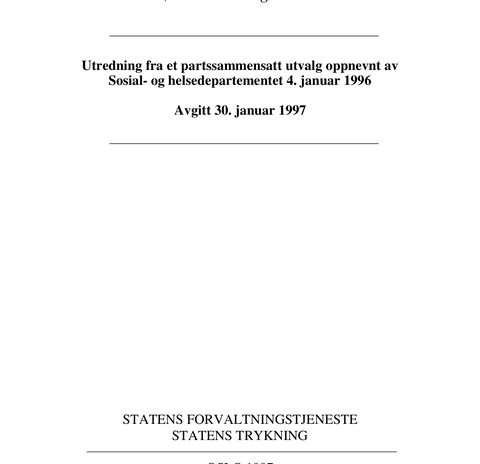 Utredning fra et partssammensatt utvalg oppnevnt av
Sosial- og helsedepartementet 4. januar 1996
Avgitt 30. januar 1997
STATENS FORVALTNINGSTJENESTE
STATENS TRYKNING